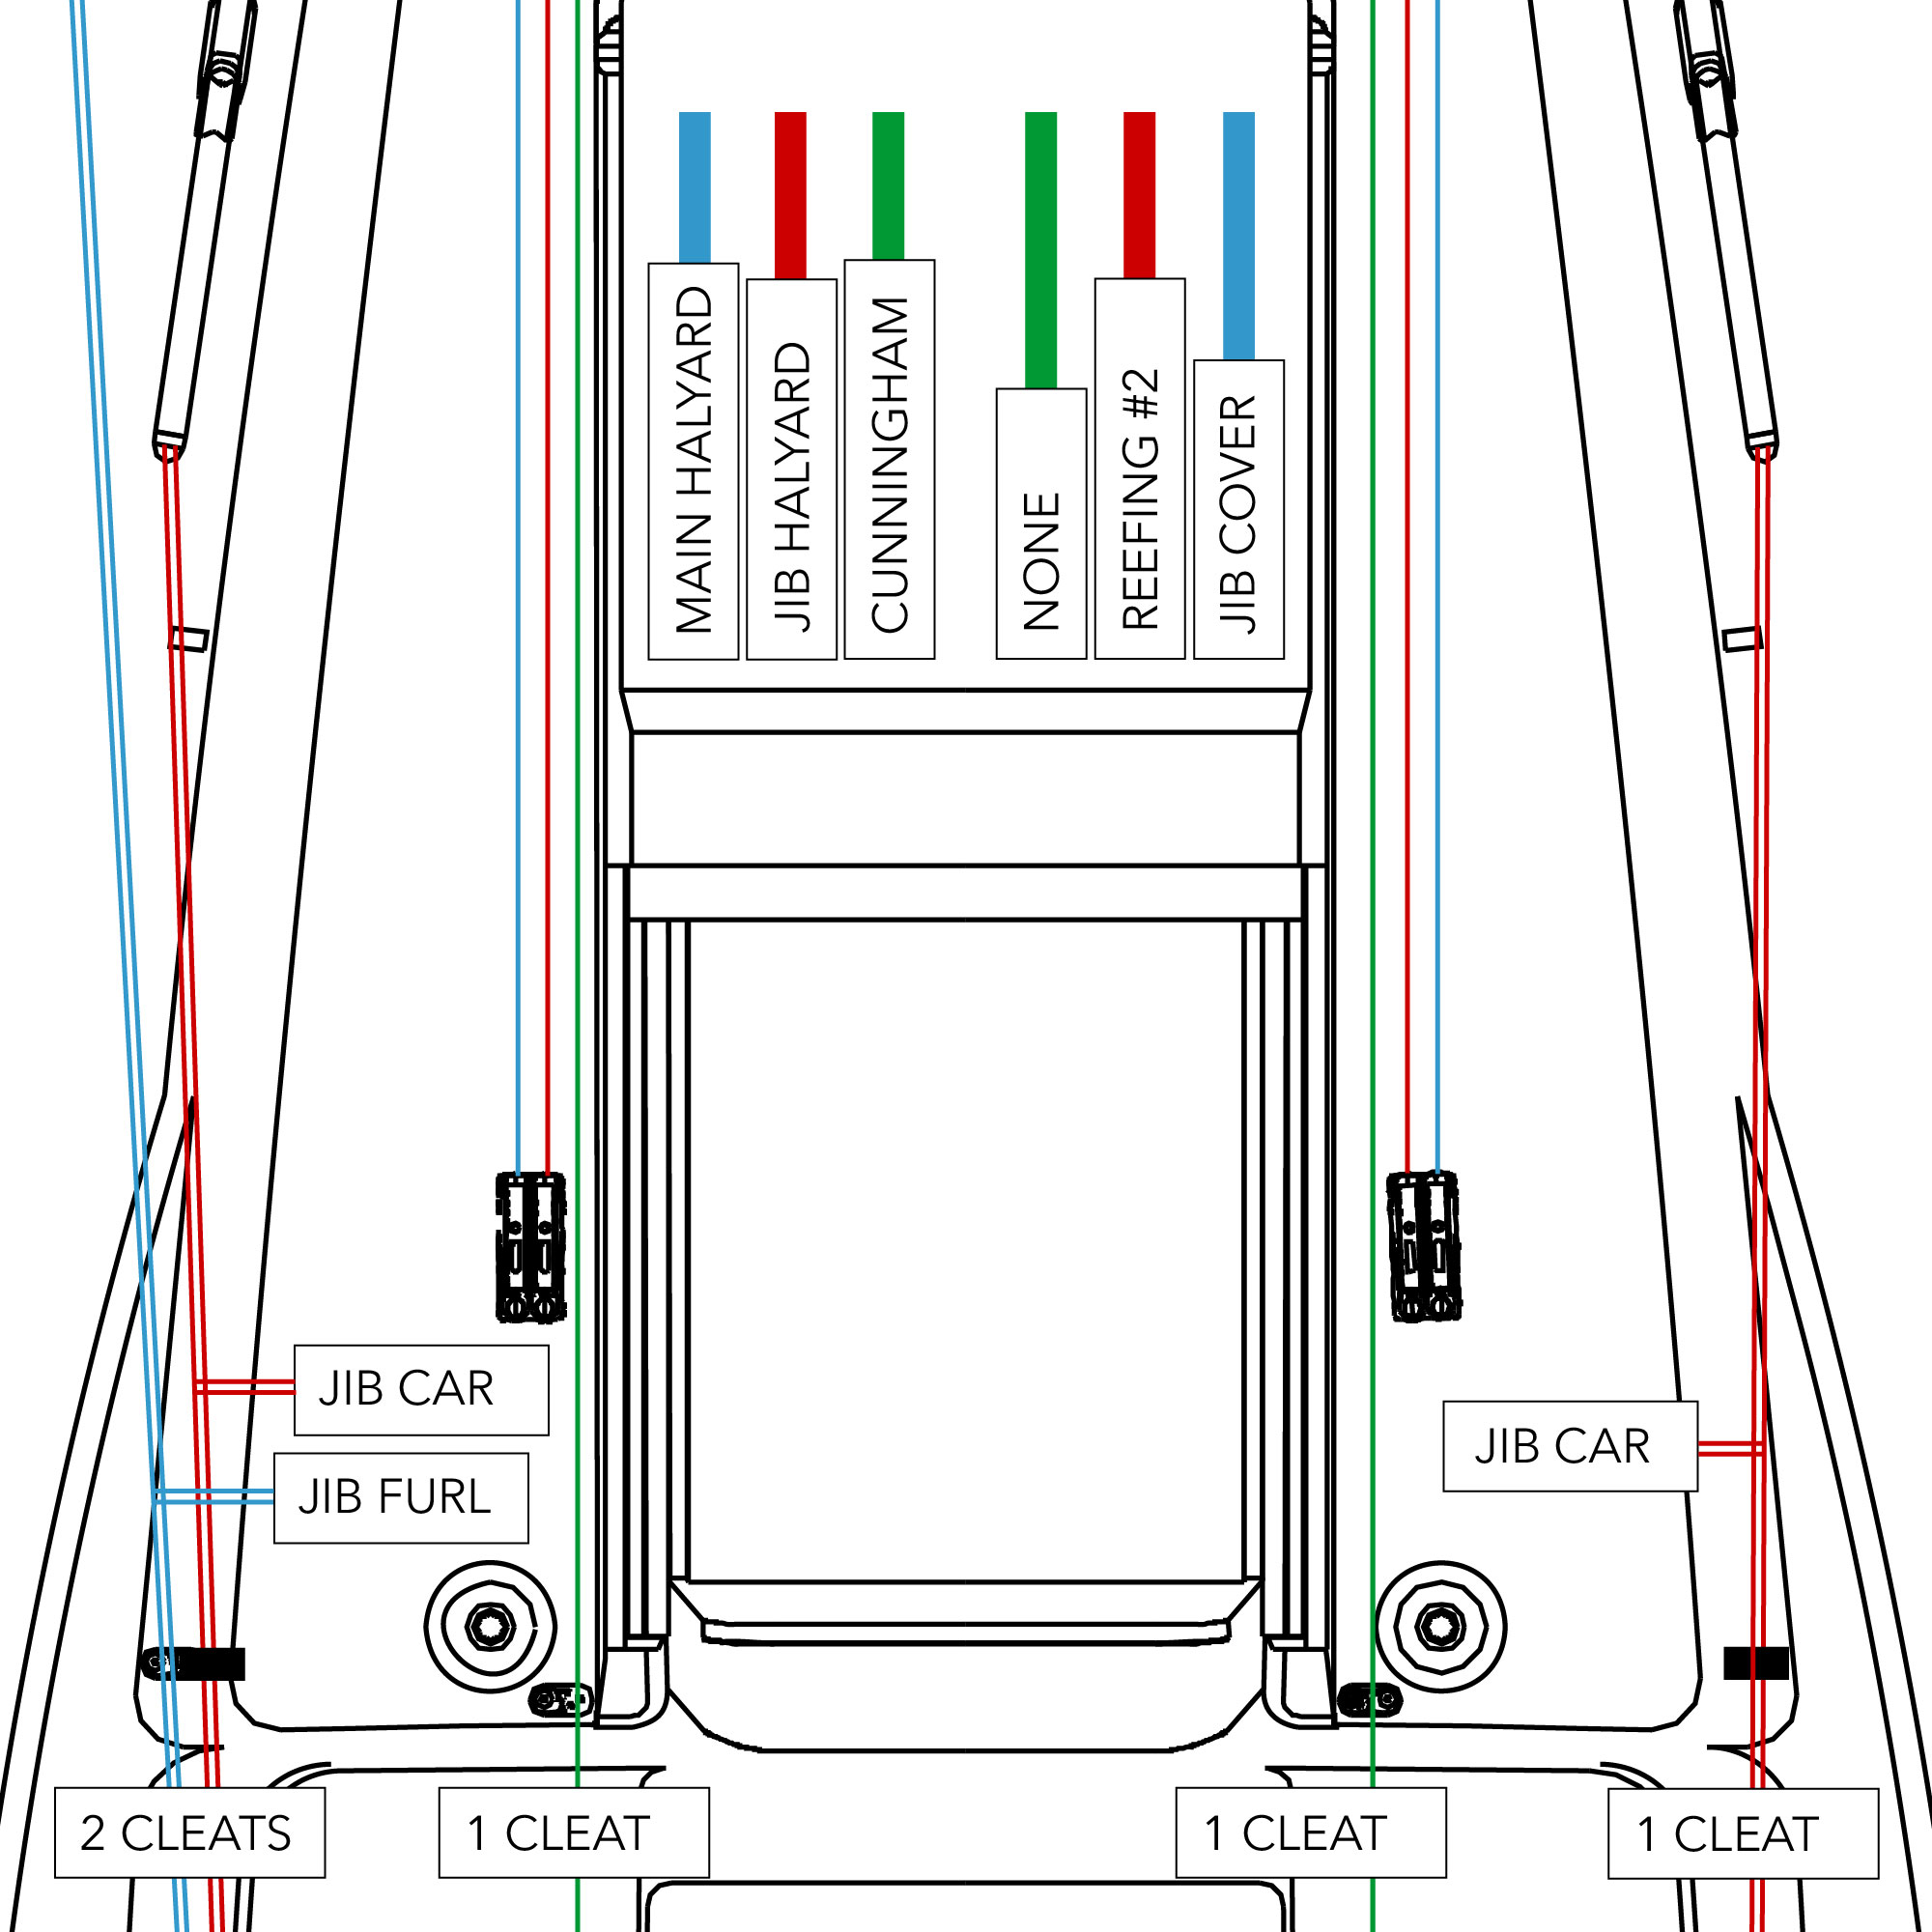 MAIN HALYARD
JIB HALYARD
CUNNINGHAM
NONE
REEFING #2
JIB COVER
JIB CAR
JIB CAR
JIB FURL
2 CLEATS
1 CLEAT
1 CLEAT
1 CLEAT